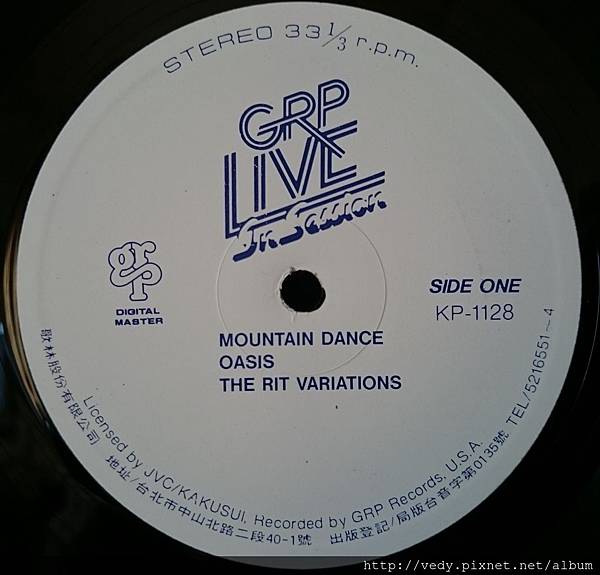 STEREO 33 1/3 r.p.m.
GRP
LIVE
In Session
grp
DIGITAL
MASTER
SIDE ONE
KP-1128
MOUNTAIN DANCE
OASIS
THE RIT VARIATIONS
Licensed by JVC/KAKUSUI, Recorded by GRP Records, U.S.A.
歌林股份有限公司 地址/台北市中山北路二段40-1號 出版登記/局版台音字第0135號 TEL/5216551~4
http://vedy.pixnet.net/album